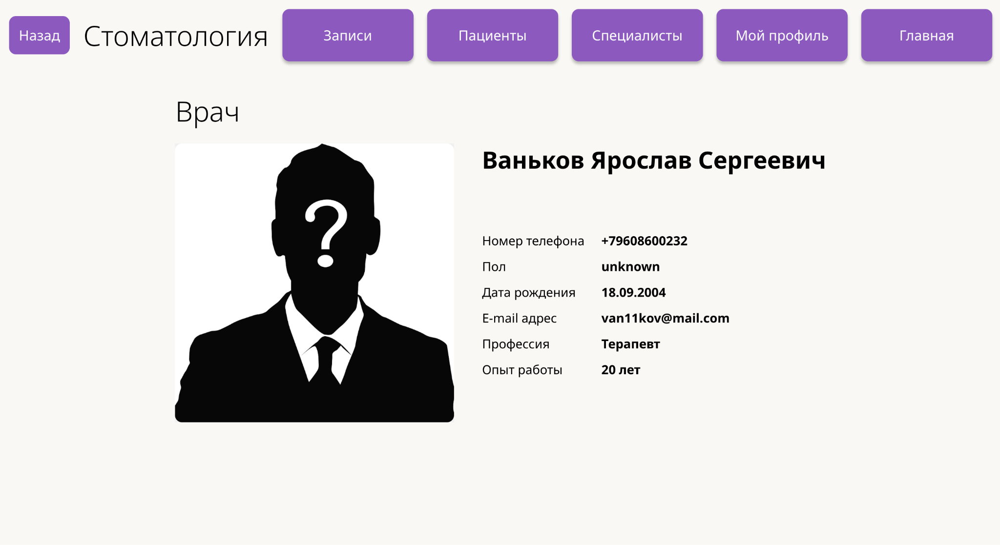 Назад
Стоматология
Записи
Пациенты
Специалисты
Мой профиль
Главная
Врач
?
Ваньков Ярослав Сергеевич
Номер телефона +79608600232
Пол unknown
Дата рождения 18.09.2004
E-mail адрес van11kov@mail.com
Профессия Терапевт
Опыт работы 20 лет